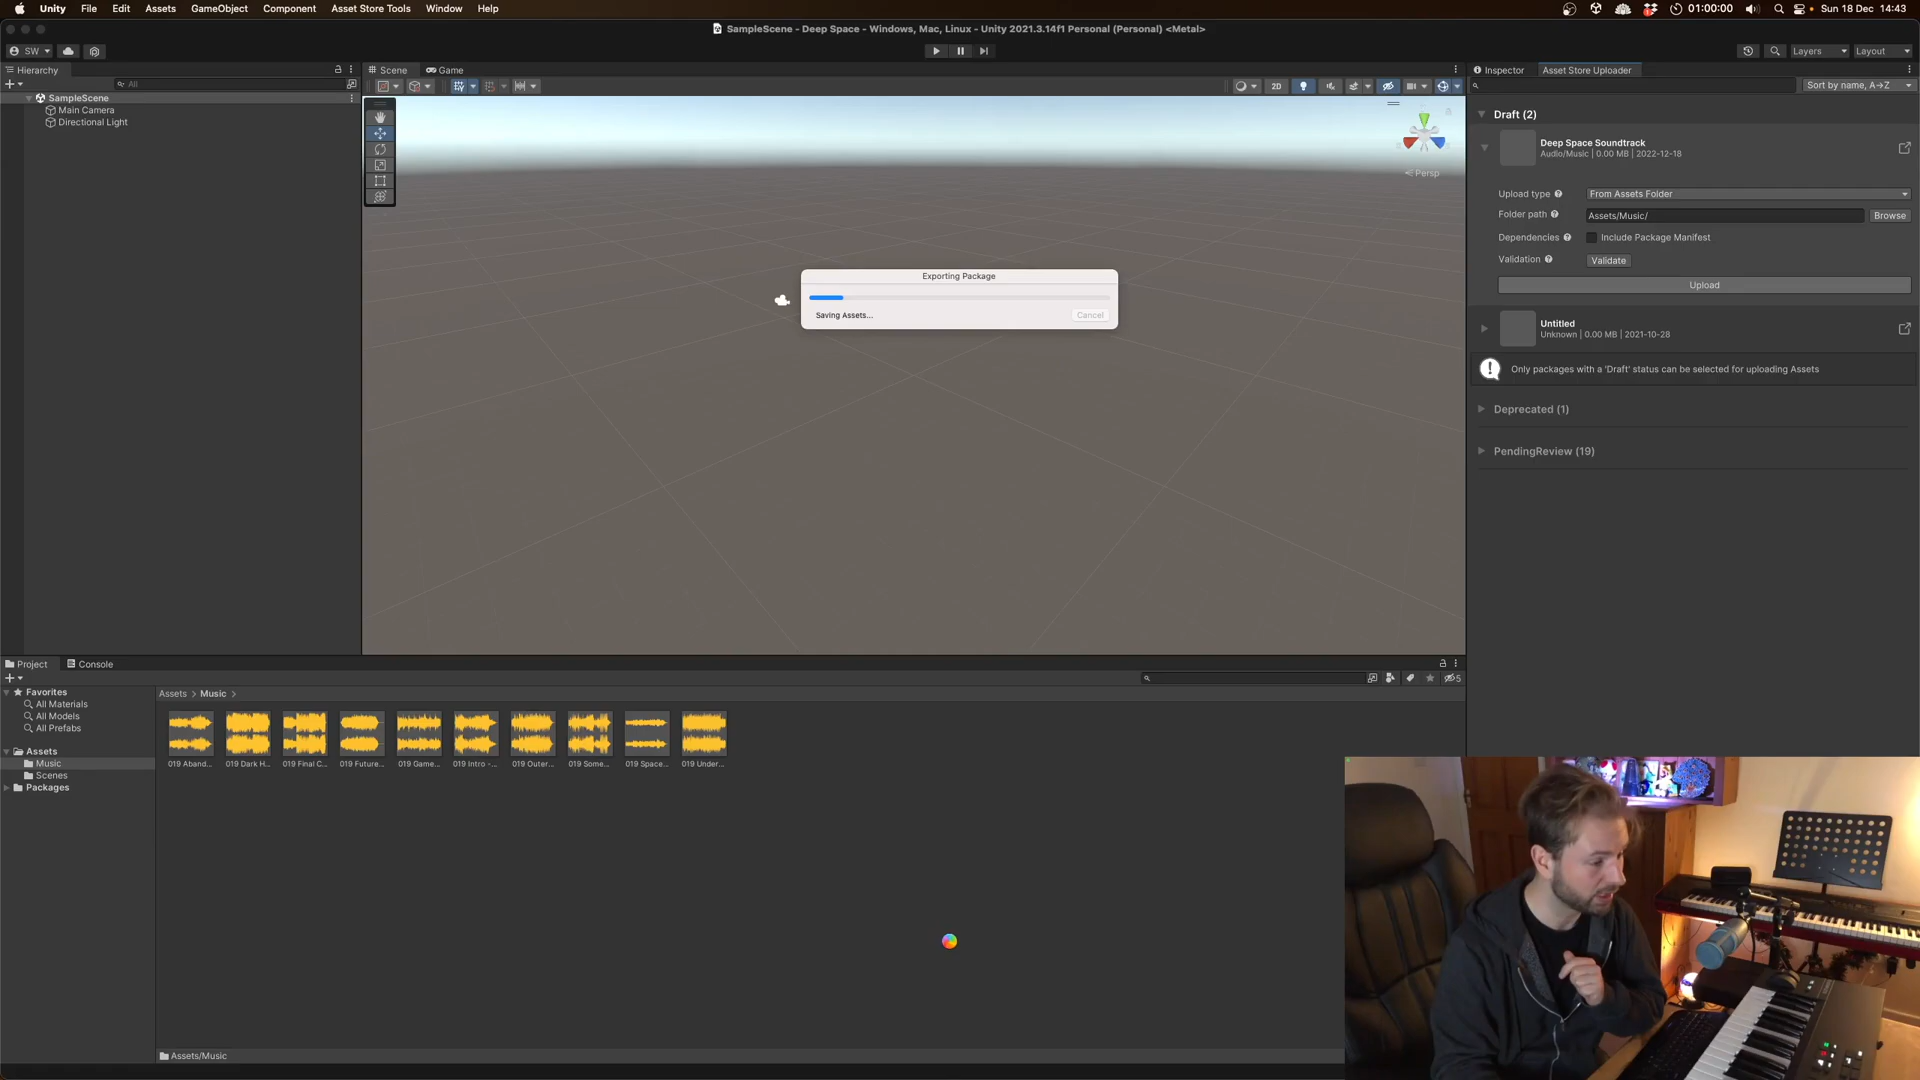 Unity File Edit Assets GameObject Component Asset Store Tools Window Help 01:00:00 Sun 18 Dec 14:43
SampleScene - Deep Space - Windows, Mac, Linux - Unity 2021.3.14f1 Personal (Personal) <Metal>
SW Layers Layout
Hierarchy Scene Game Inspector Asset Store Uploader
All 2D Sort by name, A→Z
SampleScene
Main Camera
Directional Light
Persp
Draft (2)
Deep Space Soundtrack
Audio/Music | 0.00 MB | 2022-12-18
Upload type From Assets Folder
Folder path Assets/Music/ Browse
Dependencies Include Package Manifest
Validation Validate
Upload
Exporting Package
Saving Assets... Cancel
Untitled
Unknown | 0.00 MB | 2021-10-28
Only packages with a 'Draft' status can be selected for uploading Assets
Deprecated (1)
PendingReview (19)
Project Console
5
Favorites
All Materials
All Models
All Prefabs
Assets
Music
Scenes
Packages
Assets > Music >
019 Aband... 019 Dark H... 019 Final C... 019 Future... 019 Game... 019 Intro -... 019 Outer... 019 Some... 019 Space... 019 Under...
Assets/Music